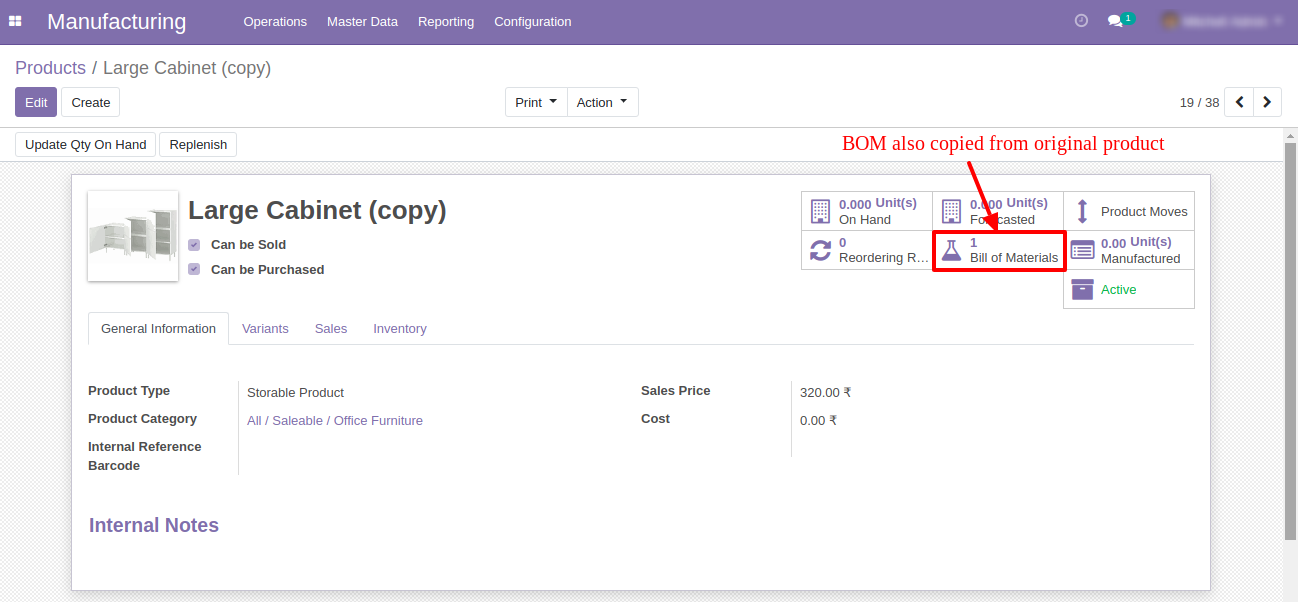 Manufacturing Operations Master Data Reporting Configuration 1
Products / Large Cabinet (copy)
Edit Create Print Action 19 / 38
Update Qty On Hand Replenish
BOM also copied from original product
Large Cabinet (copy)
Can be Sold
Can be Purchased
0.000 Unit(s)
On Hand
0.000 Unit(s)
Forecasted
Product Moves
0
Reordering R...
1
Bill of Materials
0.00 Unit(s)
Manufactured
Active
General Information Variants Sales Inventory
Product Type Storable Product
Product Category All / Saleable / Office Furniture
Internal Reference
Barcode
Sales Price 320.00 ₹
Cost 0.00 ₹
Internal Notes